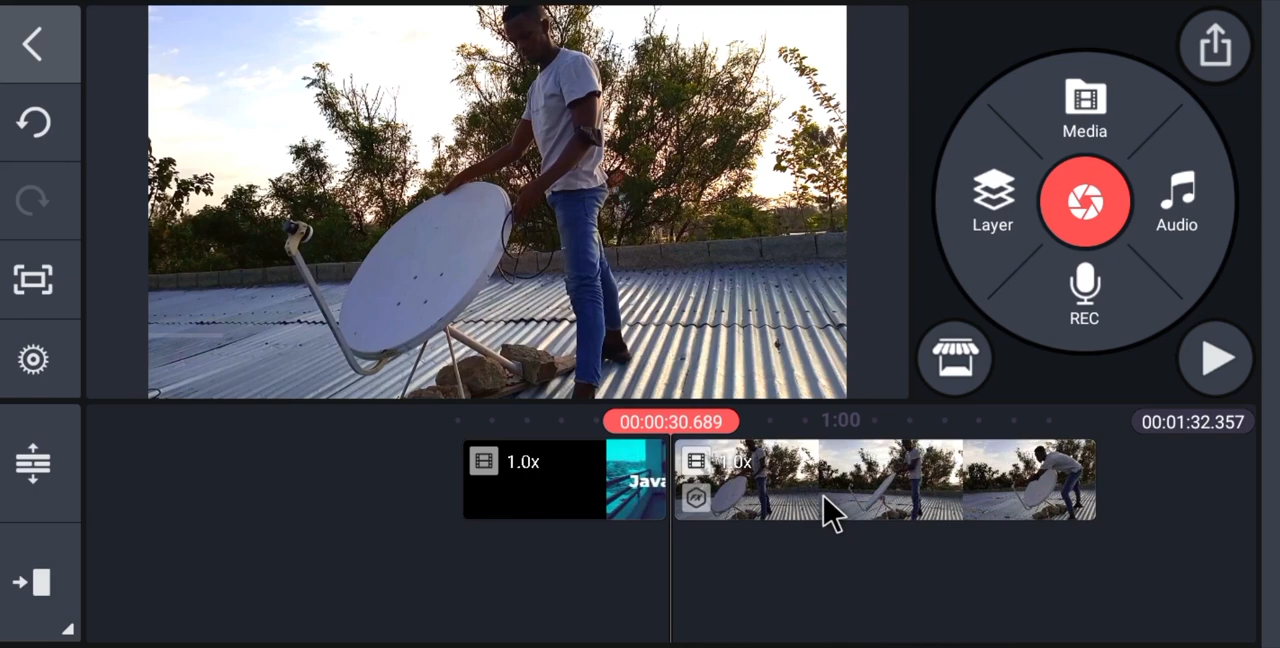 Media
Layer
Audio
REC
00:00:30.689
1:00
00:01:32.357
1.0x
Java
1.0x